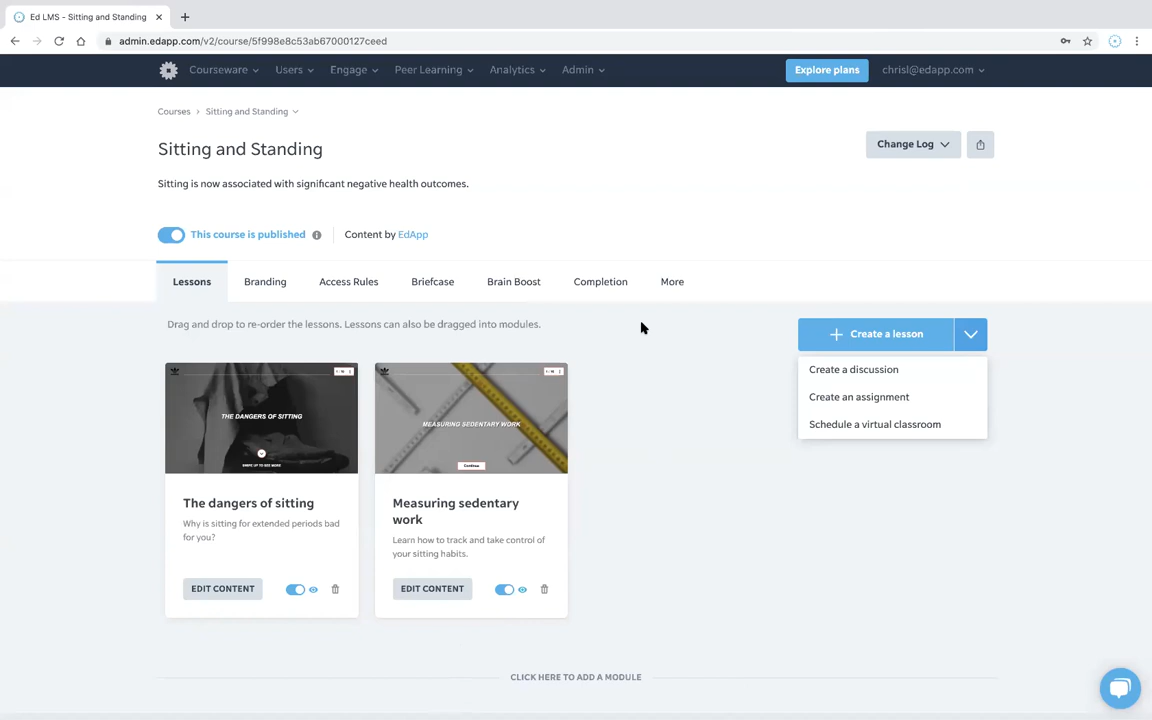 Ed LMS - Sitting and Standing
admin.edapp.com/v2/course/5f998e8c53ab67000127ceed
Courseware Users Engage Peer Learning Analytics Admin Explore plans chrisl@edapp.com
Courses › Sitting and Standing
Sitting and Standing
Change Log
Sitting is now associated with significant negative health outcomes.
This course is published Content by EdApp
Lessons Branding Access Rules Briefcase Brain Boost Completion More
Drag and drop to re-order the lessons. Lessons can also be dragged into modules.
+ Create a lesson
Create a discussion
Create an assignment
Schedule a virtual classroom
THE DANGERS OF SITTING
SWIPE UP TO SEE MORE
MEASURING SEDENTARY WORK
Continue
The dangers of sitting
Why is sitting for extended periods bad
for you?
EDIT CONTENT
Measuring sedentary
work
Learn how to track and take control of
your sitting habits.
EDIT CONTENT
CLICK HERE TO ADD A MODULE